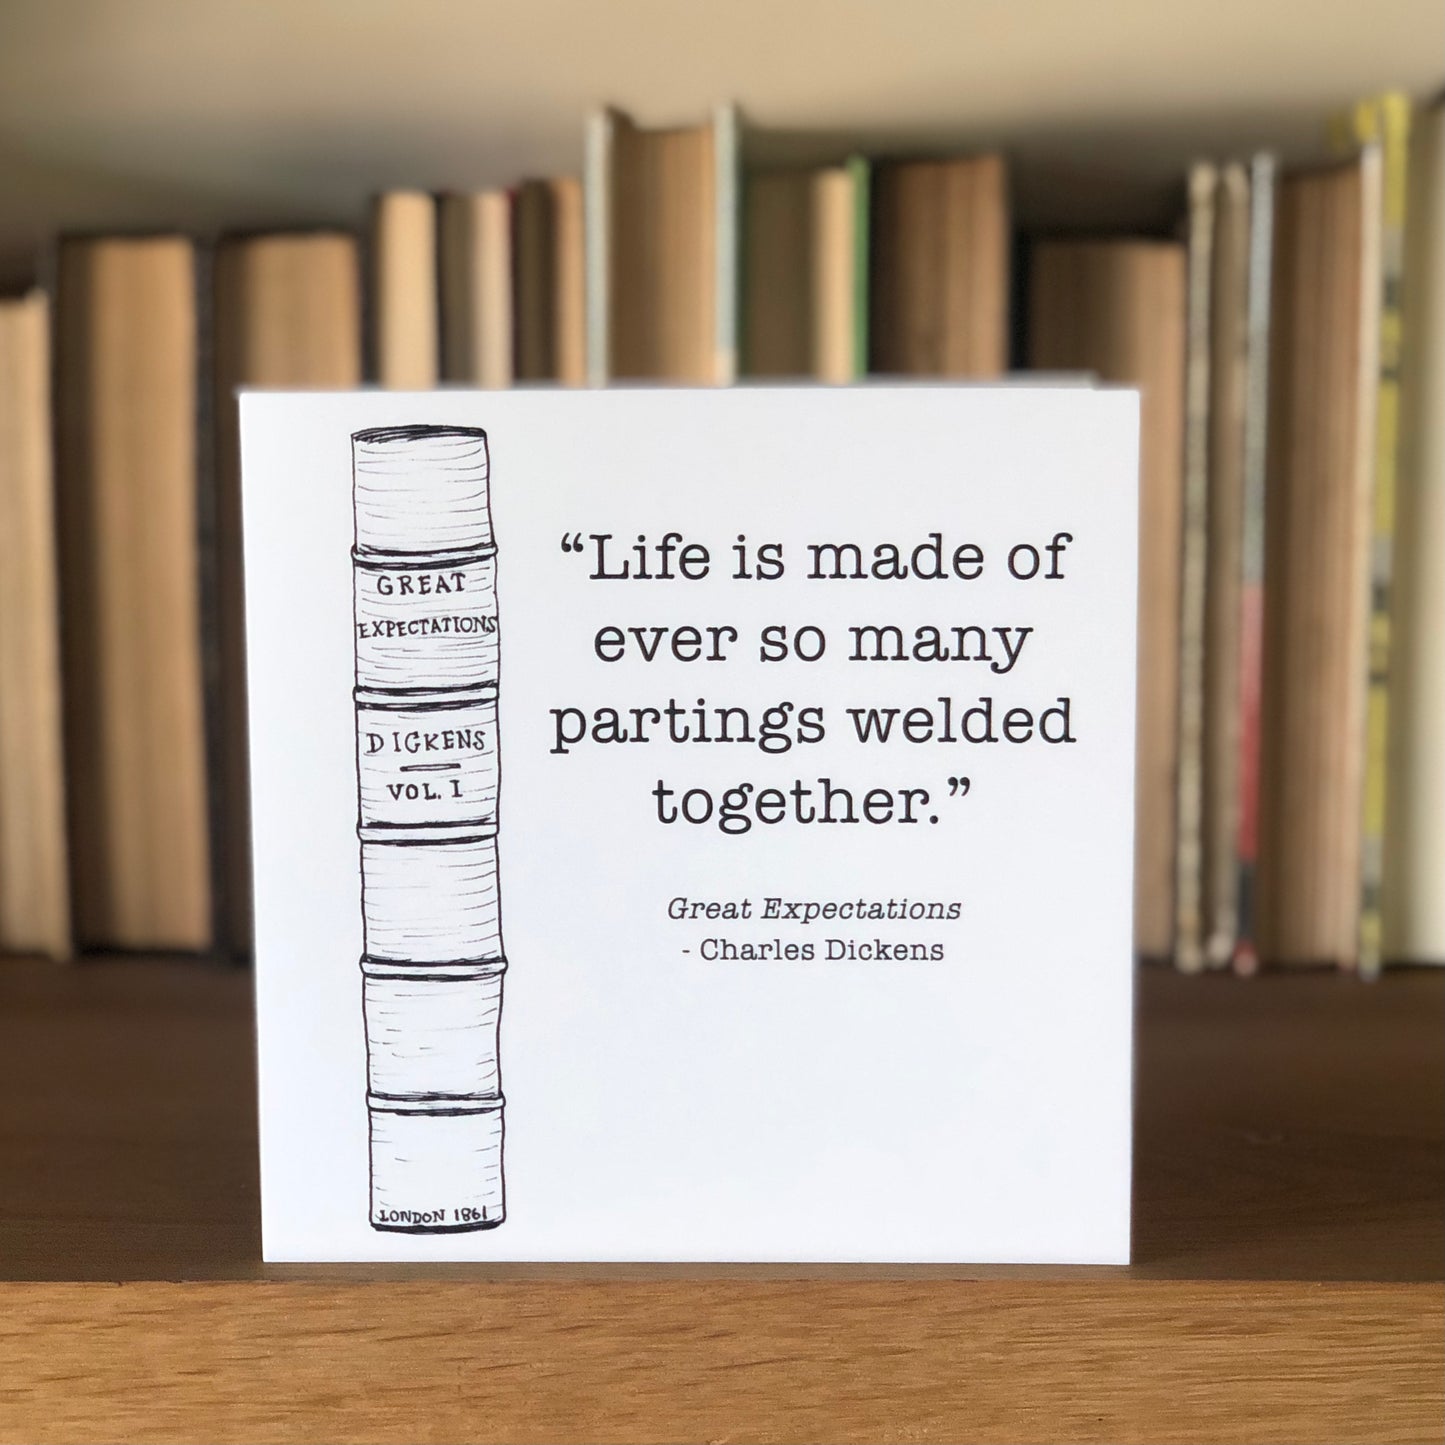 GREAT
EXPECTATIONS
DICKENS
VOL. I
LONDON 1861
“Life is made of
ever so many
partings welded
together.”
Great Expectations
- Charles Dickens